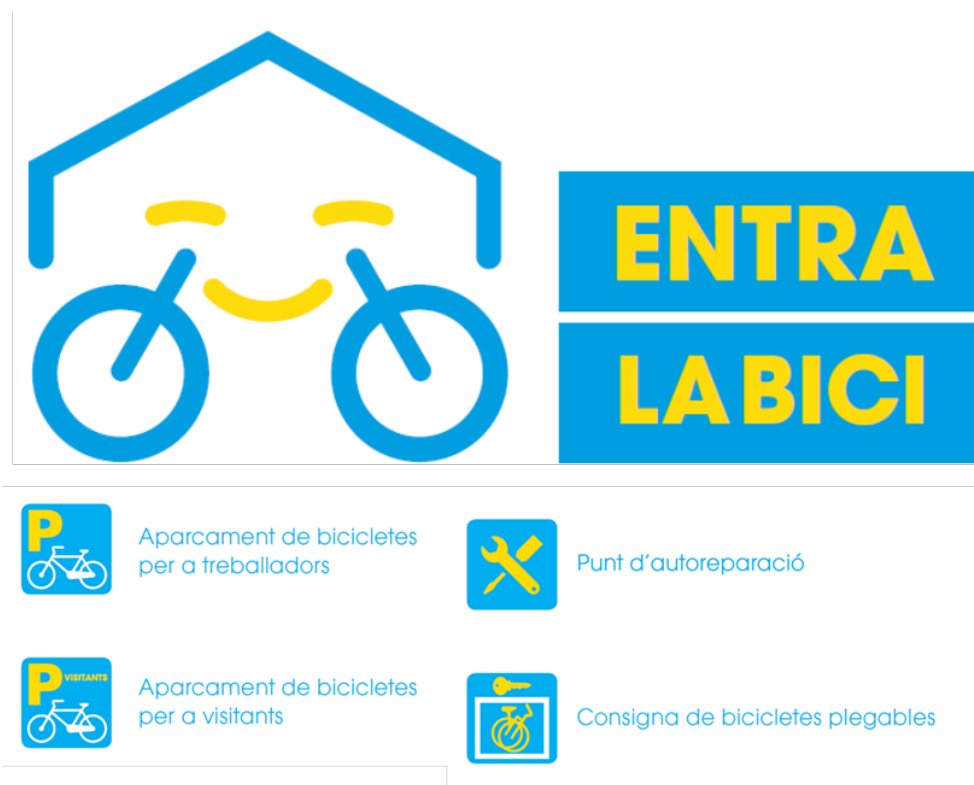 ENTRA
LA BICI
P
Aparcament de bicicletes
per a treballadors
Punt d'autoreparació
P VISITANTS
Aparcament de bicicletes
per a visitants
Consigna de bicicletes plegables